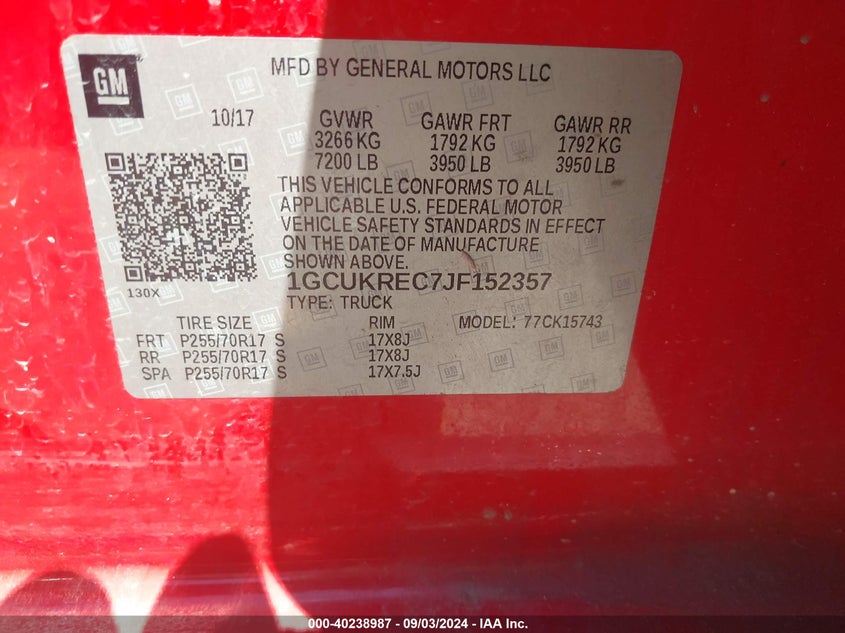 GM
MFD BY GENERAL MOTORS LLC
10/17 GVWR GAWR FRT GAWR RR
3266 KG 1792 KG 1792 KG
7200 LB 3950 LB 3950 LB
THIS VEHICLE CONFORMS TO ALL
APPLICABLE U.S. FEDERAL MOTOR
VEHICLE SAFETY STANDARDS IN EFFECT
ON THE DATE OF MANUFACTURE
SHOWN ABOVE.
130X
1GCUKREC7JF152357
TYPE: TRUCK
TIRE SIZE RIM MODEL: 77CK15743
FRT P255/70R17 S 17X8J
RR P255/70R17 S 17X8J
SPA P255/70R17 S 17X7.5J
000-40238987 - 09/03/2024 - IAA Inc.